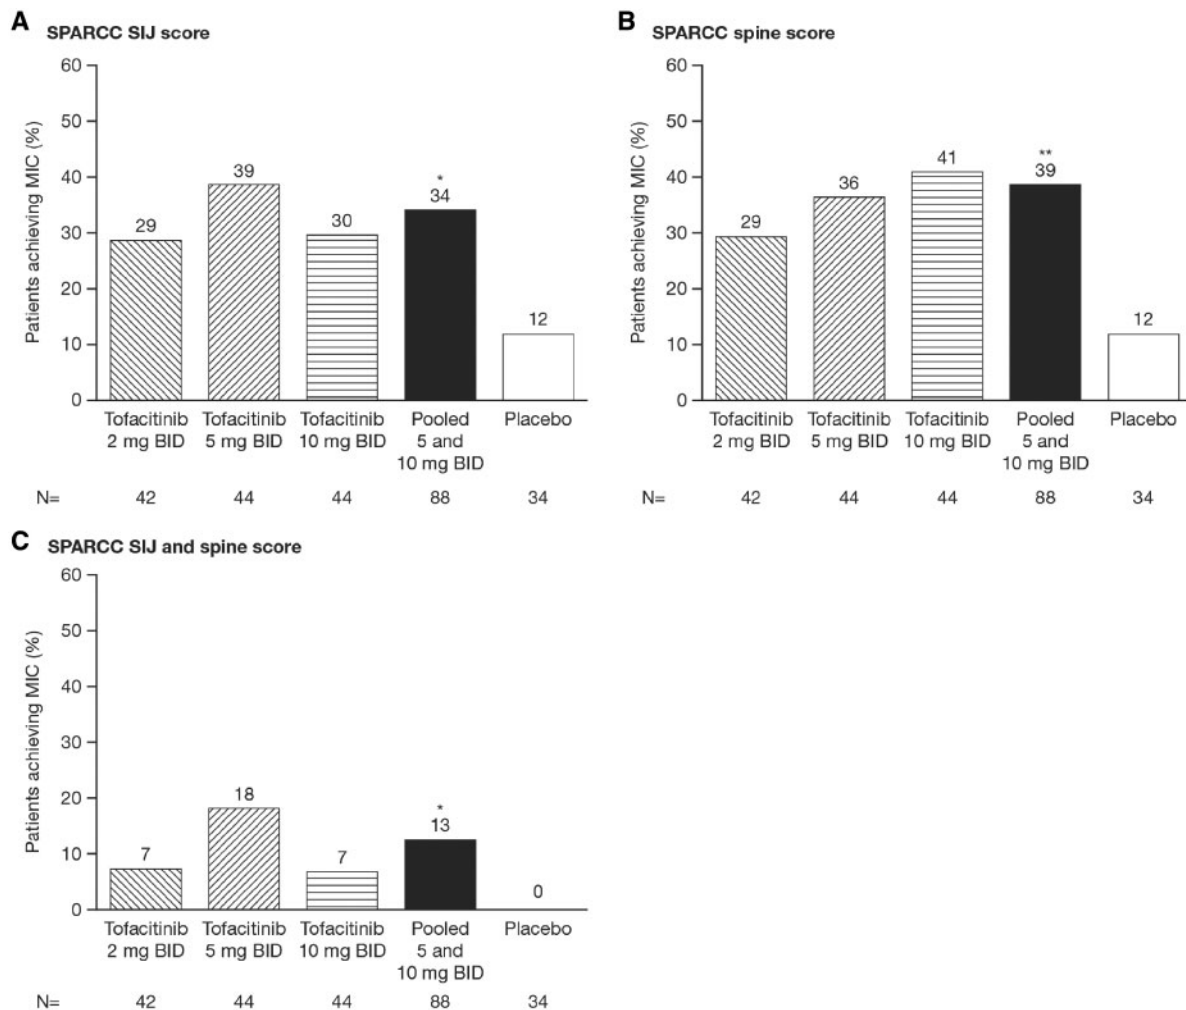 A SPARCC SIJ score
Patients achieving MIC (%)
60
50
40
30
20
10
0
29
39
30
*
34
12
Tofacitinib Tofacitinib Tofacitinib Pooled Placebo
2 mg BID 5 mg BID 10 mg BID 5 and
10 mg BID
N= 42 44 44 88 34
B SPARCC spine score
Patients achieving MIC (%)
60
50
40
30
20
10
0
29
36
41
**
39
12
Tofacitinib Tofacitinib Tofacitinib Pooled Placebo
2 mg BID 5 mg BID 10 mg BID 5 and
10 mg BID
N= 42 44 44 88 34
C SPARCC SIJ and spine score
Patients achieving MIC (%)
60
50
40
30
20
10
0
7
18
7
*
13
0
Tofacitinib Tofacitinib Tofacitinib Pooled Placebo
2 mg BID 5 mg BID 10 mg BID 5 and
10 mg BID
N= 42 44 44 88 34